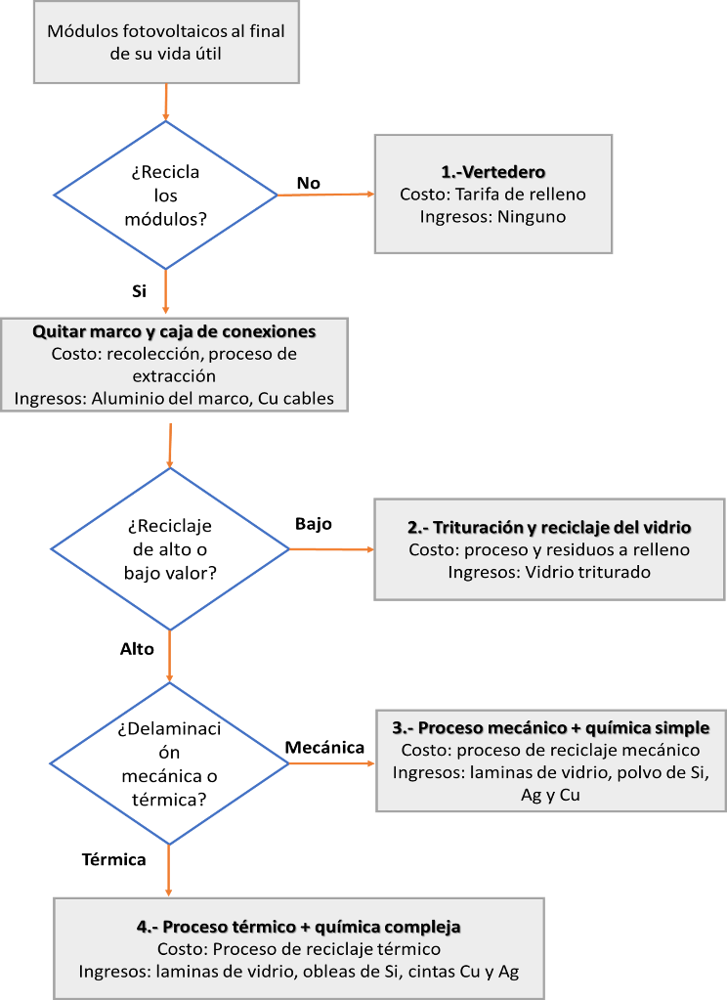 Módulos fotovoltaicos al final
de su vida útil
¿Recicla
los
módulos?
No
1.-Vertedero
Costo: Tarifa de relleno
Ingresos: Ninguno
Si
Quitar marco y caja de conexiones
Costo: recolección, proceso de
extracción
Ingresos: Aluminio del marco, Cu cables
¿Reciclaje
de alto o
bajo valor?
Bajo
2.- Trituración y reciclaje del vidrio
Costo: proceso y residuos a relleno
Ingresos: Vidrio triturado
Alto
¿Delaminaci
ón
mecánica o
térmica?
Mecánica
3.- Proceso mecánico + química simple
Costo: proceso de reciclaje mecánico
Ingresos: laminas de vidrio, polvo de Si,
Ag y Cu
Térmica
4.- Proceso térmico + química compleja
Costo: Proceso de reciclaje térmico
Ingresos: laminas de vidrio, obleas de Si, cintas Cu y Ag